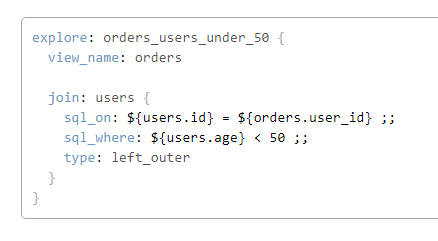 explore: orders_users_under_50 {
  view_name: orders

  join: users {
    sql_on: ${users.id} = ${orders.user_id} ;;
    sql_where: ${users.age} < 50 ;;
    type: left_outer
  }
}